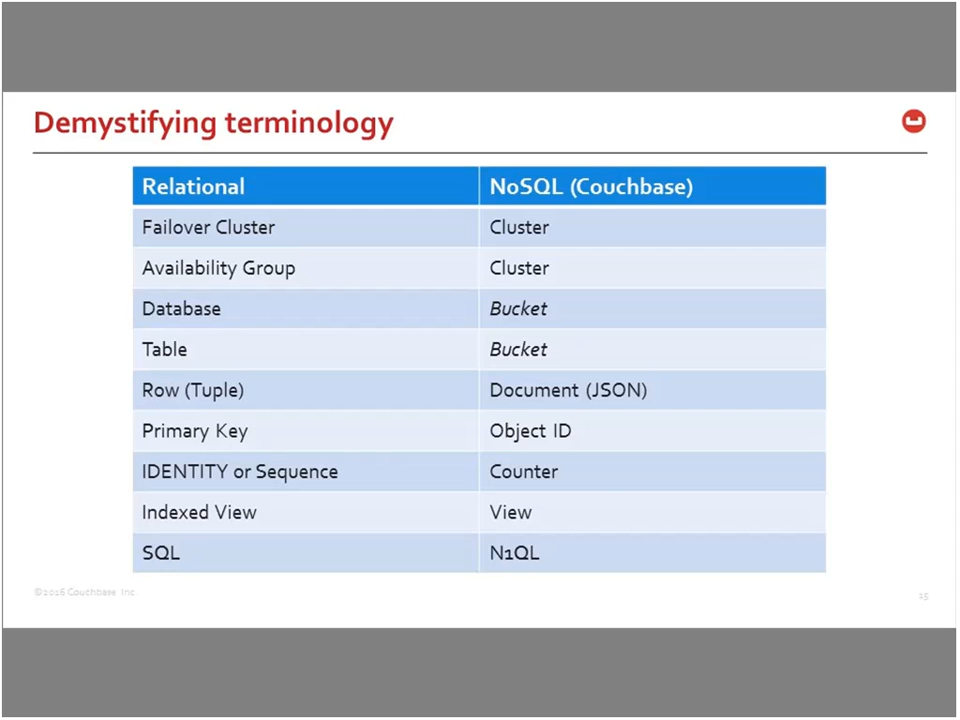 Demystifying terminology
Relational NoSQL (Couchbase)
Failover Cluster Cluster
Availability Group Cluster
Database Bucket
Table Bucket
Row (Tuple) Document (JSON)
Primary Key Object ID
IDENTITY or Sequence Counter
Indexed View View
SQL N1QL
©2016 Couchbase Inc 15